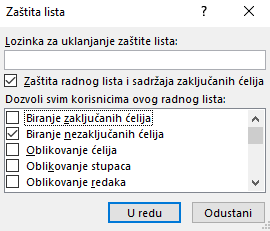 Zaštita lista
Lozinka za uklanjanje zaštite lista:
Zaštita radnog lista i sadržaja zaključanih ćelija
Dozvoli svim korisnicima ovog radnog lista:
Biranje zaključanih ćelija
Biranje nezaključanih ćelija
Oblikovanje ćelija
Oblikovanje stupaca
Oblikovanje redaka
U redu
Odustani